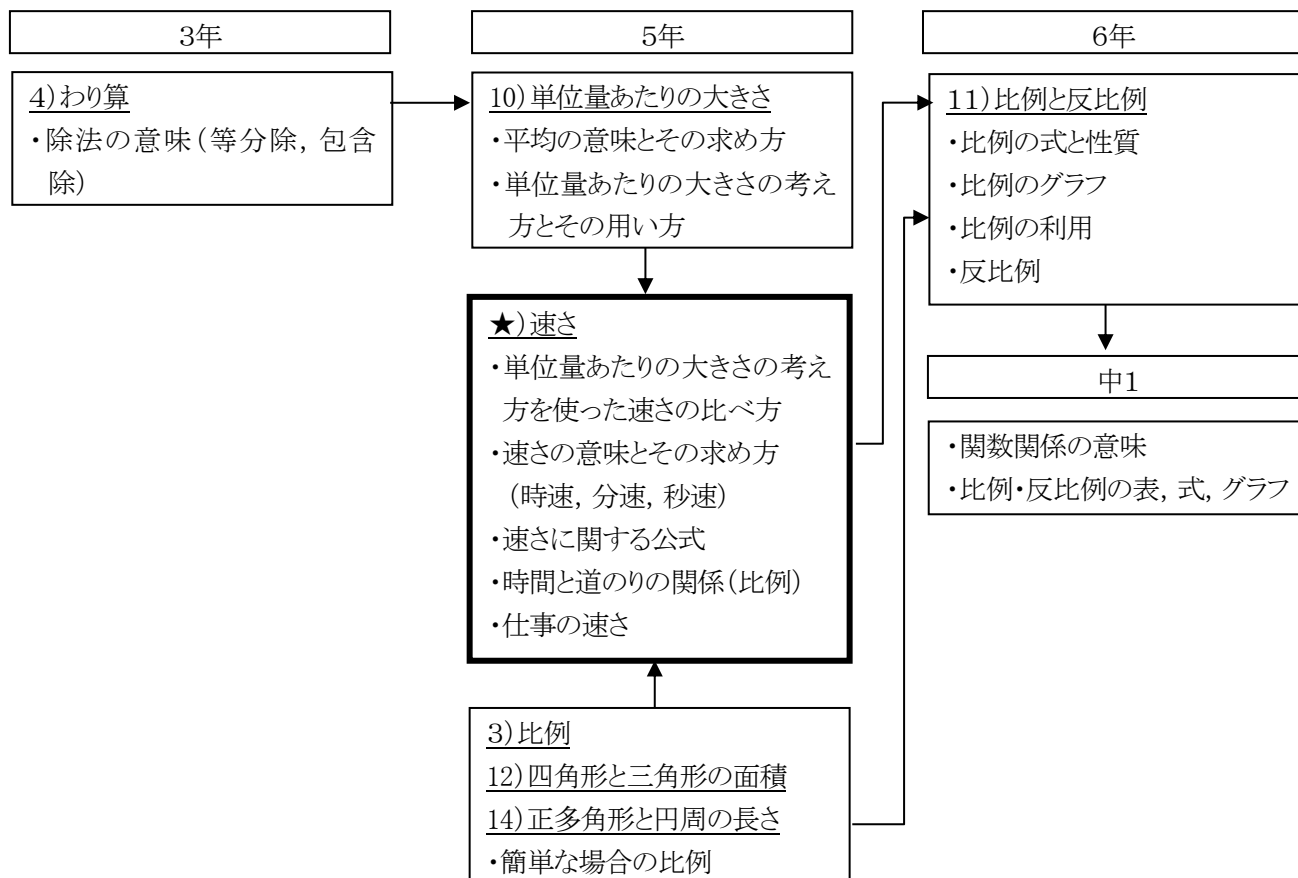 3年
4)わり算
・除法の意味(等分除, 包含
除)
5年
10)単位量あたりの大きさ
・平均の意味とその求め方
・単位量あたりの大きさの考え
方とその用い方
★)速さ
・単位量あたりの大きさの考え
方を使った速さの比べ方
・速さの意味とその求め方
(時速, 分速, 秒速)
・速さに関する公式
・時間と道のりの関係(比例)
・仕事の速さ
3)比例
12)四角形と三角形の面積
14)正多角形と円周の長さ
・簡単な場合の比例
6年
11)比例と反比例
・比例の式と性質
・比例のグラフ
・比例の利用
・反比例
中1
・関数関係の意味
・比例・反比例の表, 式, グラフ